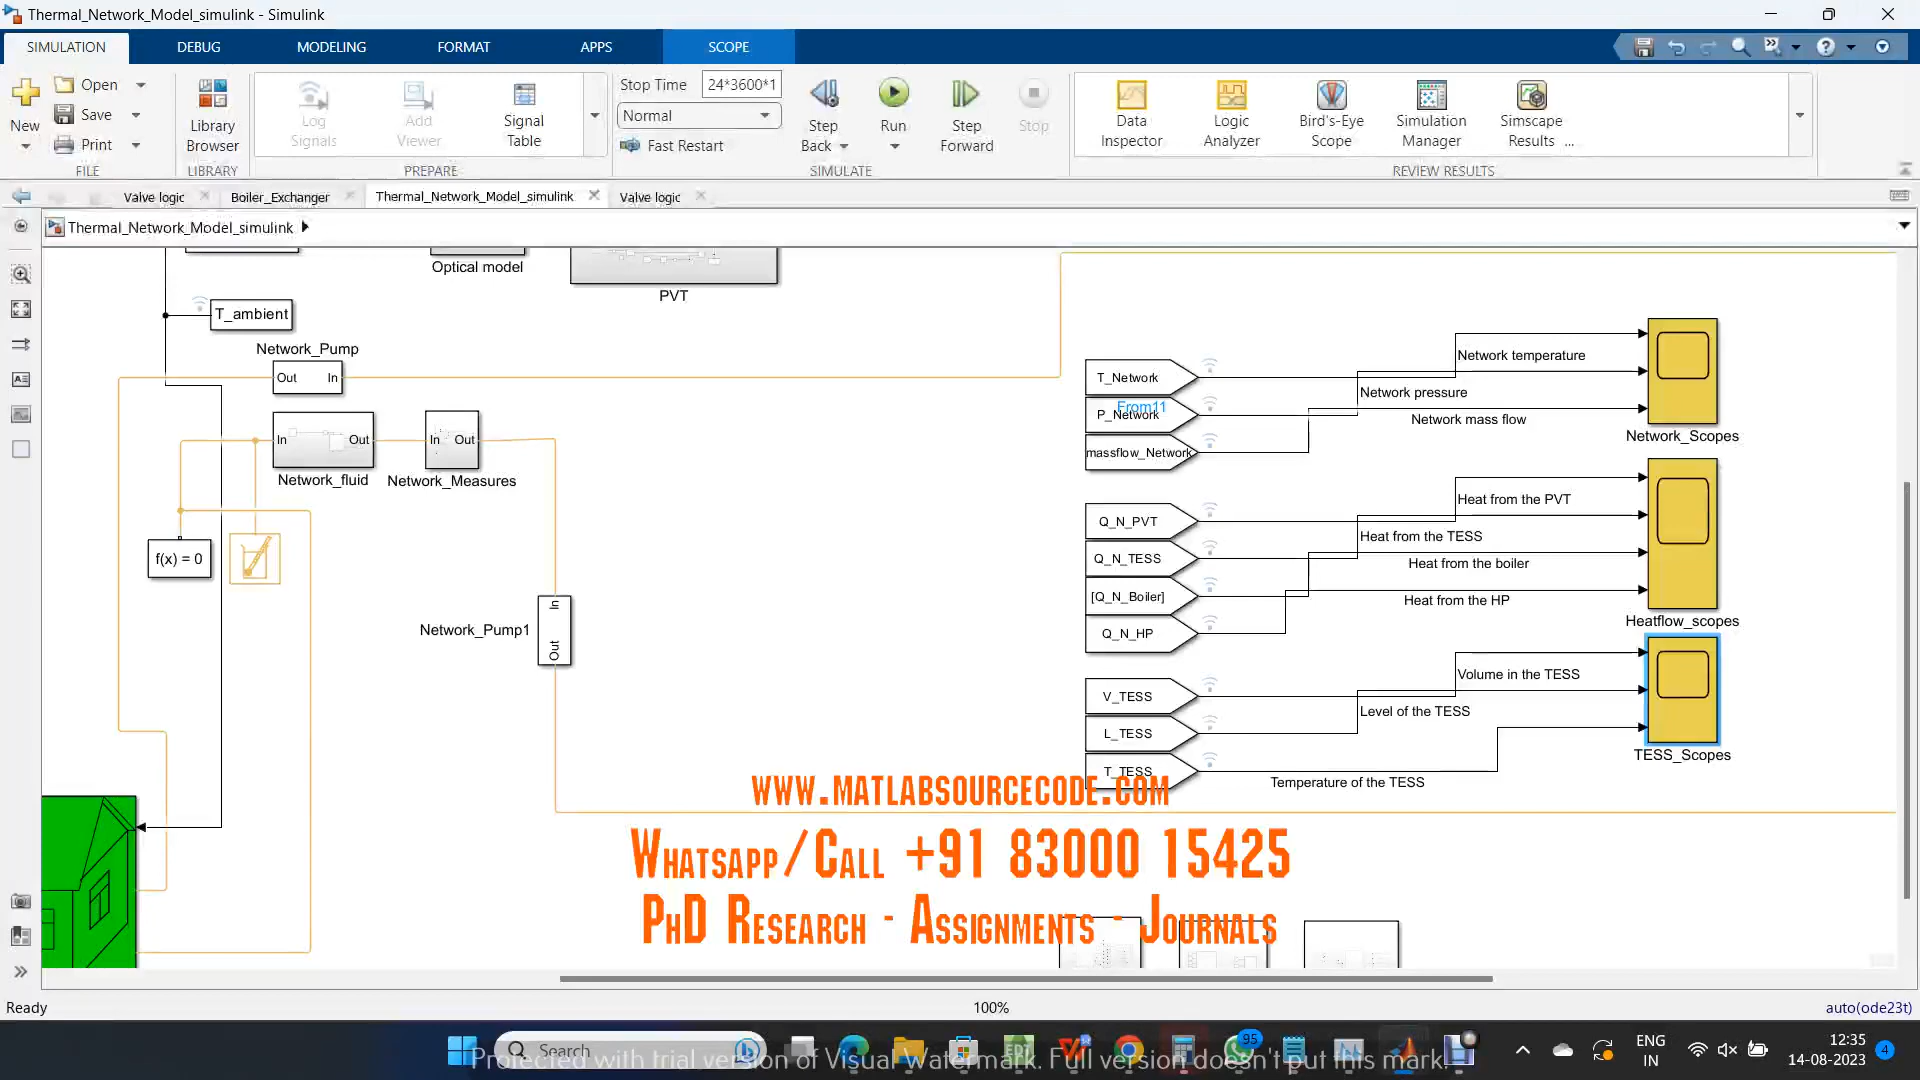 Thermal_Network_Model_simulink - Simulink
SIMULATION DEBUG MODELING FORMAT APPS SCOPE
New
Open
Save
Print
FILE
Library
Browser
LIBRARY
Log
Signals
Add
Viewer
Signal
Table
PREPARE
Stop Time 24*3600*1
Normal
Fast Restart
Step
Back
Run
Step
Forward
Stop
SIMULATE
Data
Inspector
Logic
Analyzer
Bird's-Eye
Scope
Simulation
Manager
Simscape
Results ...
REVIEW RESULTS
Valve logic
Boiler_Exchanger
Thermal_Network_Model_simulink
Valve logic
Thermal_Network_Model_simulink
Optical model
PVT
T_ambient
Network_Pump
Out In
In Out
Network_fluid
In Out
Network_Measures
f(x) = 0
Network_Pump1
In
Out
T_Network
From11
P_Network
massflow_Network
Network temperature
Network pressure
Network mass flow
Network_Scopes
Q_N_PVT
Q_N_TESS
[Q_N_Boiler]
Q_N_HP
Heat from the PVT
Heat from the TESS
Heat from the boiler
Heat from the HP
Heatflow_scopes
V_TESS
L_TESS
T_TESS
Volume in the TESS
Level of the TESS
Temperature of the TESS
TESS_Scopes
www.matlabsourcecode.com
Whatsapp/Call +91 83000 15425
PhD Research - Assignments - Journals
Ready
100%
auto(ode23t)
Search
95
ENG
IN
12:35
14-08-2023
4
Protected with trial version of Visual Watermark. Full version doesn't put this mark.